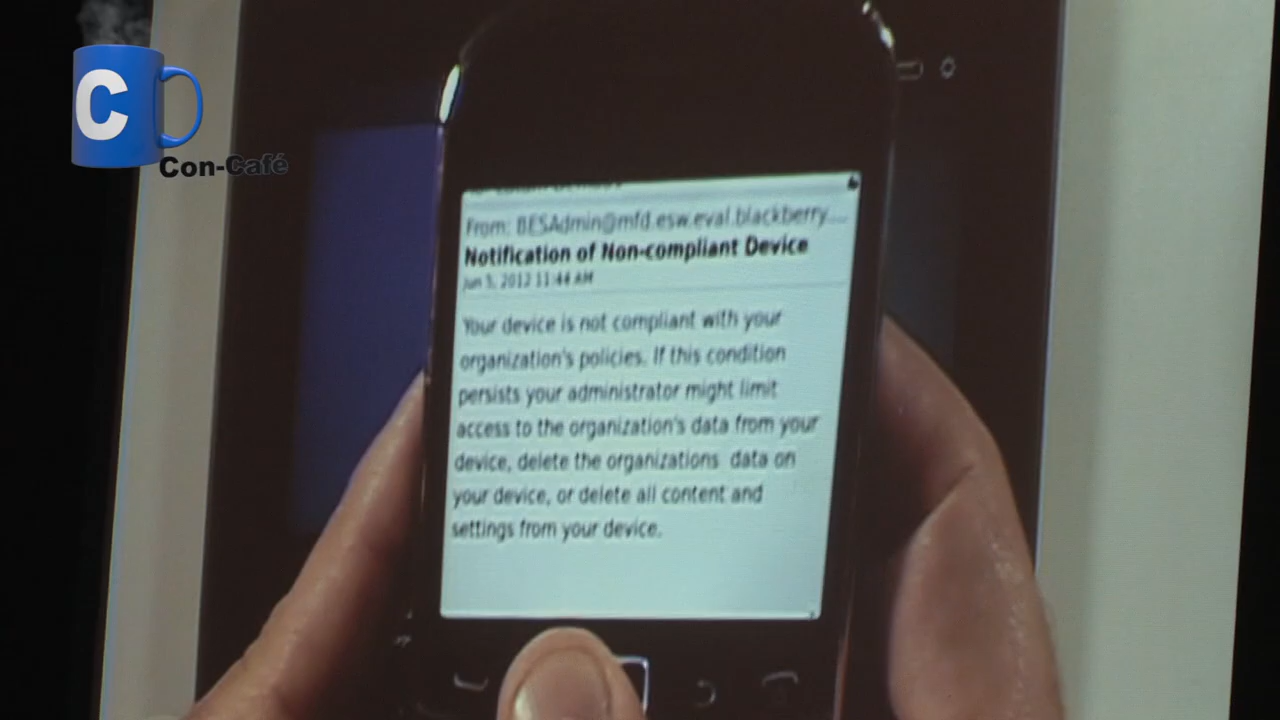 C
Con-Café
From: BESAdmin@mfd.esw.eval.blackberry....
Notification of Non-compliant Device
Jun 5, 2012 11:44 AM
Your device is not compliant with your
organization's policies. If this condition
persists your administrator might limit
access to the organization's data from your
device, delete the organizations data on
your device, or delete all content and
settings from your device.